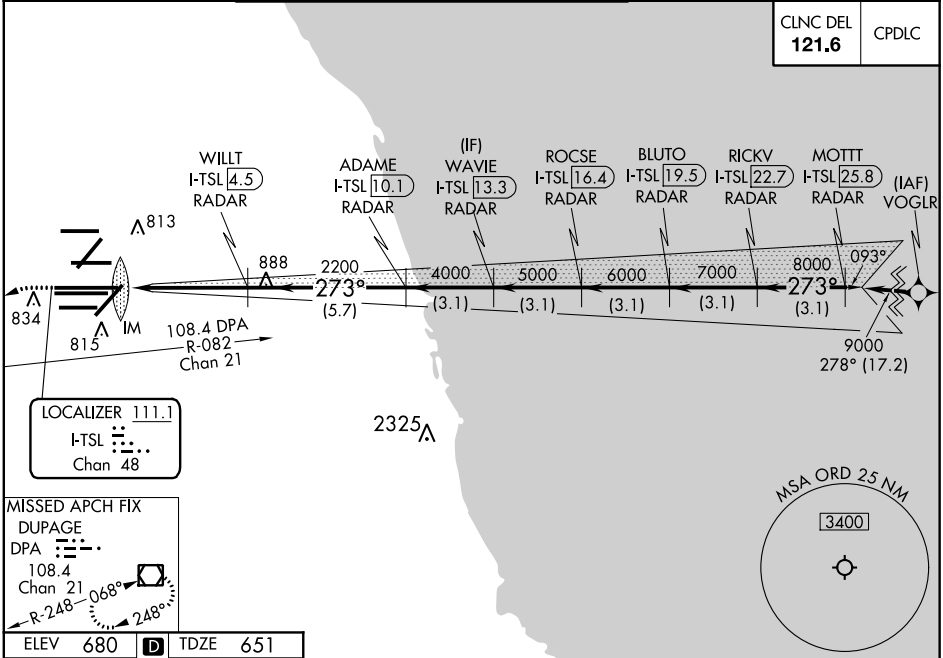 CLNC DEL
121.6
CPDLC
WILLT
I-TSL 4.5
RADAR
ADAME
I-TSL 10.1
RADAR
(IF)
WAVIE
I-TSL 13.3
RADAR
ROCSE
I-TSL 16.4
RADAR
BLUTO
I-TSL 19.5
RADAR
RICKV
I-TSL 22.7
RADAR
MOTTT
I-TSL 25.8
RADAR
(IAF)
VOGLR
813
888
2200
4000
5000
6000
7000
8000
093°
273°
273°
(5.7)
(3.1)
(3.1)
(3.1)
(3.1)
(3.1)
834
815
IM
9000
278° (17.2)
108.4 DPA
R-082
Chan 21
LOCALIZER 111.1
I-TSL
Chan 48
2325
MISSED APCH FIX
DUPAGE
DPA
108.4
Chan 21
R-248
068°
248°
MSA ORD 25 NM
3400
ELEV 680 D TDZE 651